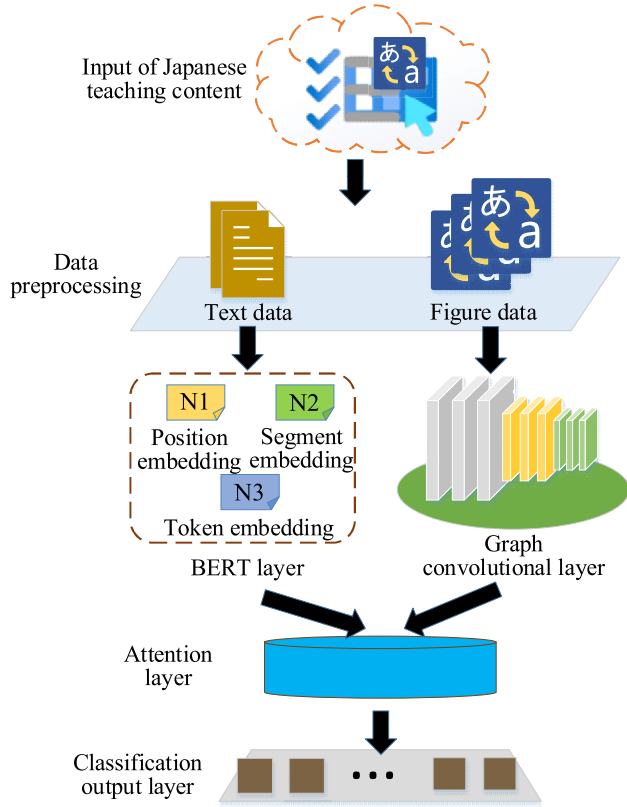 Input of Japanese
teaching content
あ
a
あ
a
Data
preprocessing
Text data
Figure data
N1
N2
Position
embedding
Segment
embedding
N3
Token embedding
BERT layer
Graph
convolutional layer
Attention
layer
Classification
output layer